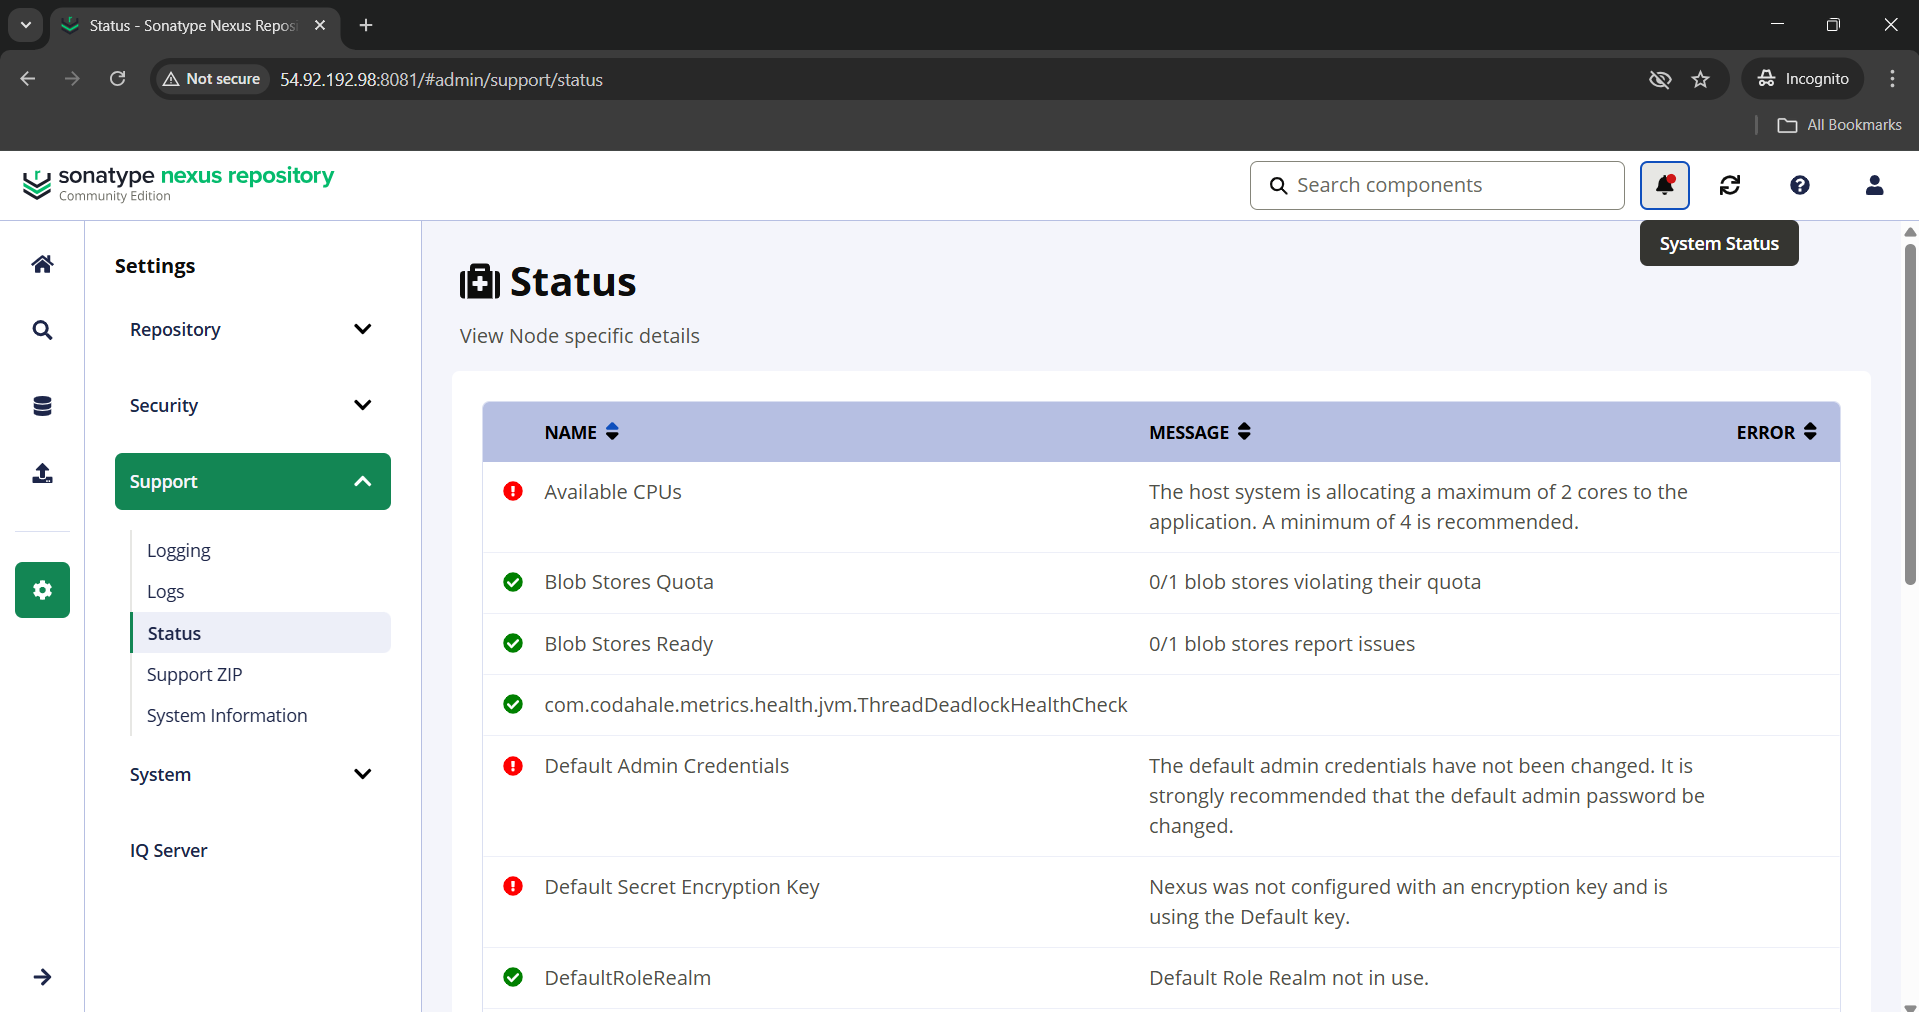 Status - Sonatype Nexus Reposi
Not secure
54.92.192.98:8081/#admin/support/status
Incognito
All Bookmarks
sonatype nexus repository
Community Edition
Search components
System Status
Settings
Repository
Security
Support
Logging
Logs
Status
Support ZIP
System Information
System
IQ Server
Status
View Node specific details
NAME MESSAGE ERROR
Available CPUs The host system is allocating a maximum of 2 cores to the
application. A minimum of 4 is recommended.
Blob Stores Quota 0/1 blob stores violating their quota
Blob Stores Ready 0/1 blob stores report issues
com.codahale.metrics.health.jvm.ThreadDeadlockHealthCheck
Default Admin Credentials The default admin credentials have not been changed. It is
strongly recommended that the default admin password be
changed.
Default Secret Encryption Key Nexus was not configured with an encryption key and is
using the Default key.
DefaultRoleRealm Default Role Realm not in use.